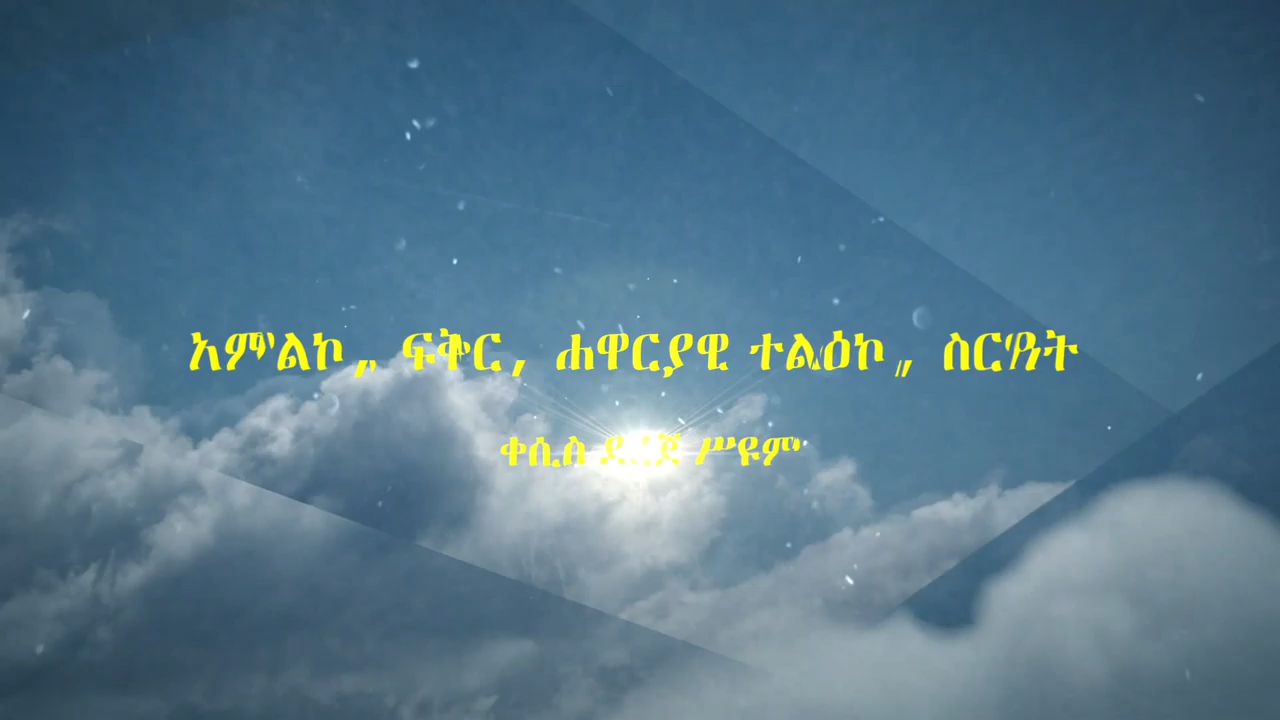 አምልኮ ,, ፍቅር , ሐዋርያዊ ተልዕኮ ,, ስርዓት
ቀሲስ ሥዩም